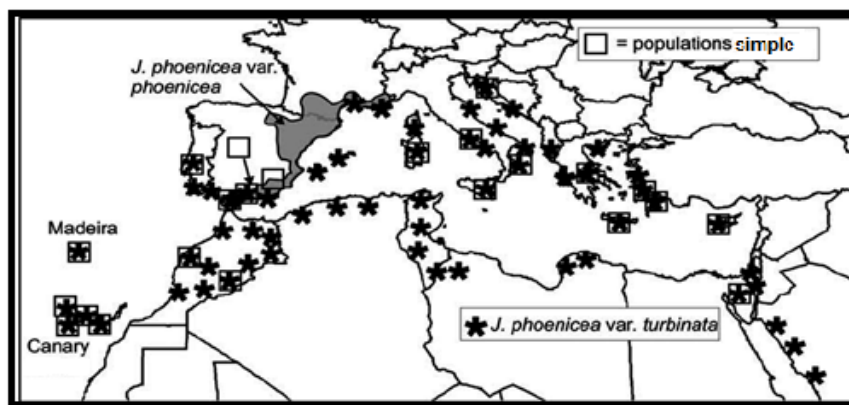 = populations simple
J. phoenicea var.
phoenicea
Madeira
Canary
J. phoenicea var. turbinata